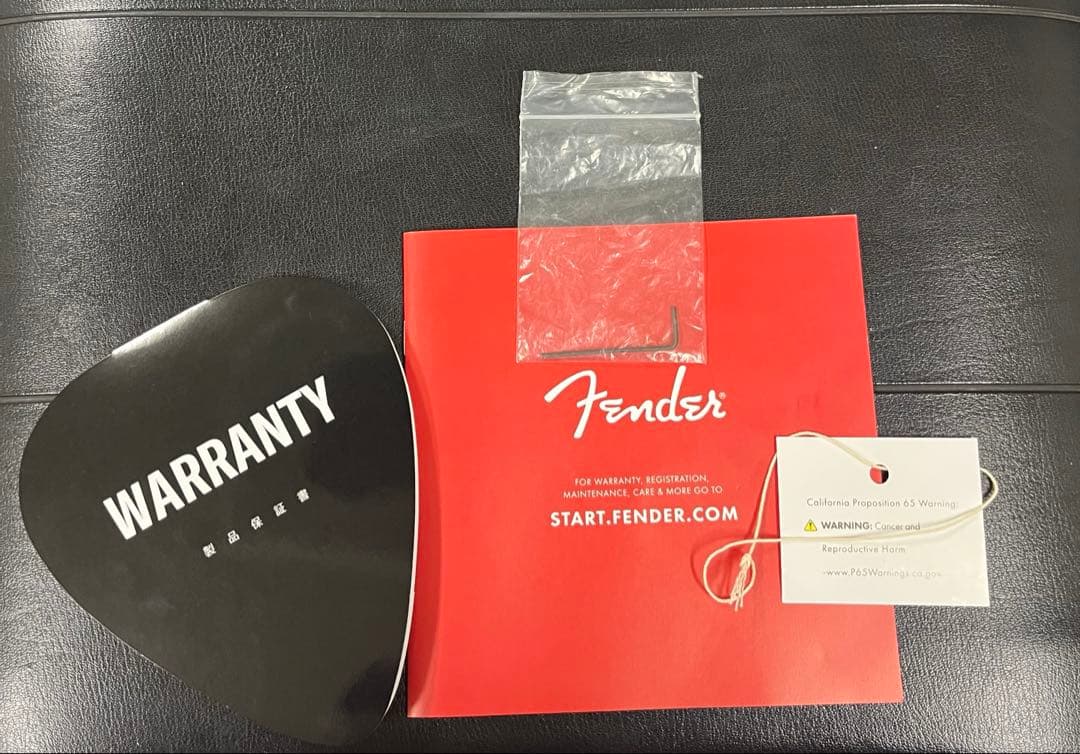 WARRANTY
製品保証書
Fender®
FOR WARRANTY, REGISTRATION,
MAINTENANCE, CARE & MORE GO TO
START.FENDER.COM
California Proposition 65 Warning:
WARNING: Cancer and
Reproductive Harm
-www.P65Warnings.ca.gov